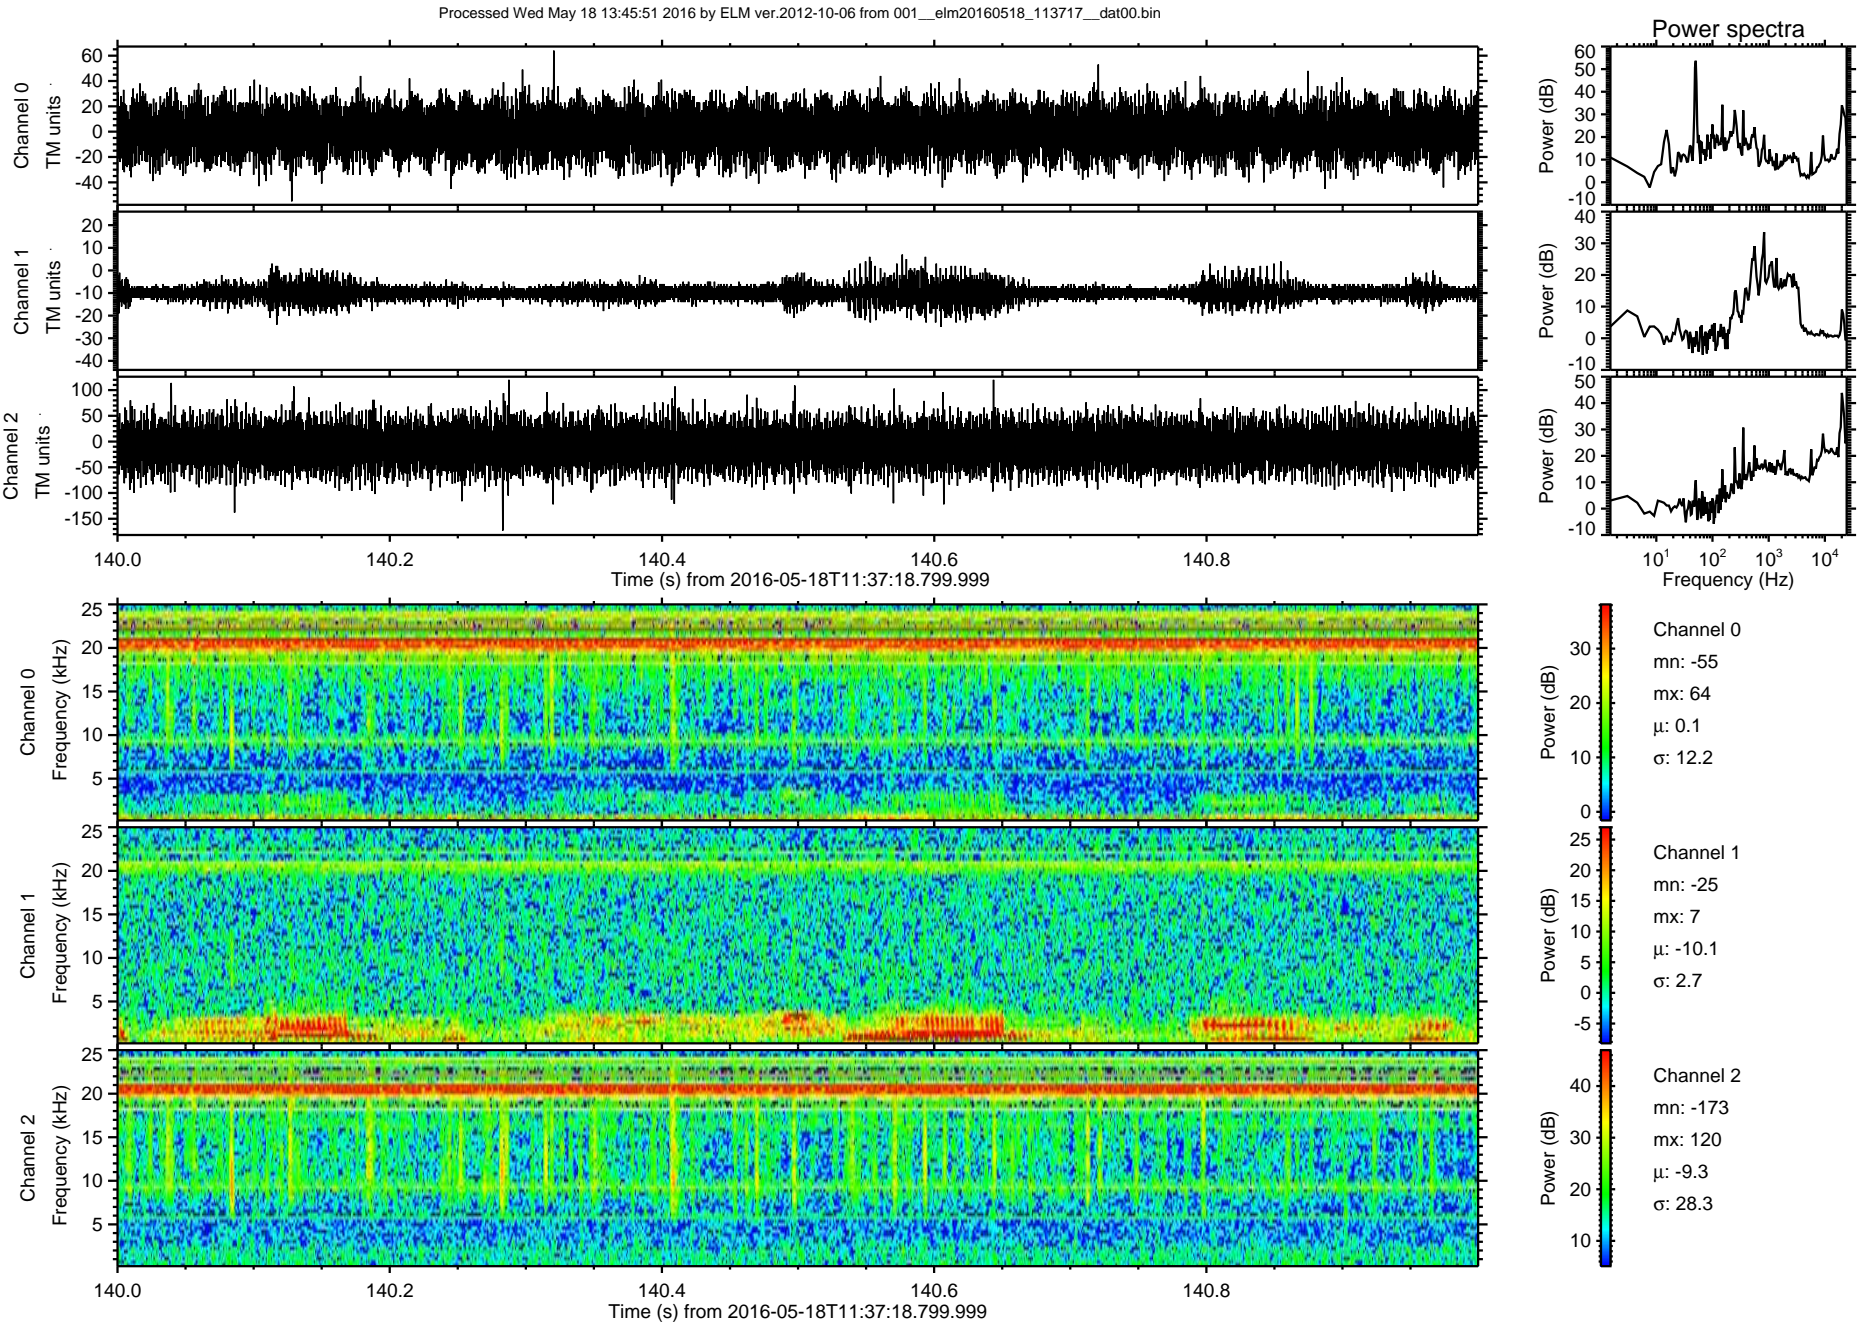 Processed Wed May 18 13:45:51 2016 by ELM ver.2012-10-06 from 001__elm20160518_113717__dat00.bin
Power spectra
Channel 0
TM units
60
40
20
0
-20
-40
Power (dB)
60
50
40
30
20
10
0
-10
Channel 1
TM units
20
10
0
-10
-20
-30
-40
Power (dB)
40
30
20
10
0
-10
Channel 2
TM units
100
50
0
-50
-100
-150
Power (dB)
50
40
30
20
10
0
-10
140.0 140.2 140.4 140.6 140.8
Time (s) from 2016-05-18T11:37:18.799.999
10¹ 10² 10³ 10⁴
Frequency (Hz)
Channel 0
Frequency (kHz)
25
20
15
10
5
Power (dB)
30
20
10
0
Channel 0
mn: -55
mx: 64
μ: 0.1
σ: 12.2
Channel 1
Frequency (kHz)
25
20
15
10
5
Power (dB)
25
20
15
10
5
0
-5
Channel 1
mn: -25
mx: 7
μ: -10.1
σ: 2.7
Channel 2
Frequency (kHz)
25
20
15
10
5
Power (dB)
40
30
20
10
Channel 2
mn: -173
mx: 120
μ: -9.3
σ: 28.3
140.0 140.2 140.4 140.6 140.8
Time (s) from 2016-05-18T11:37:18.799.999